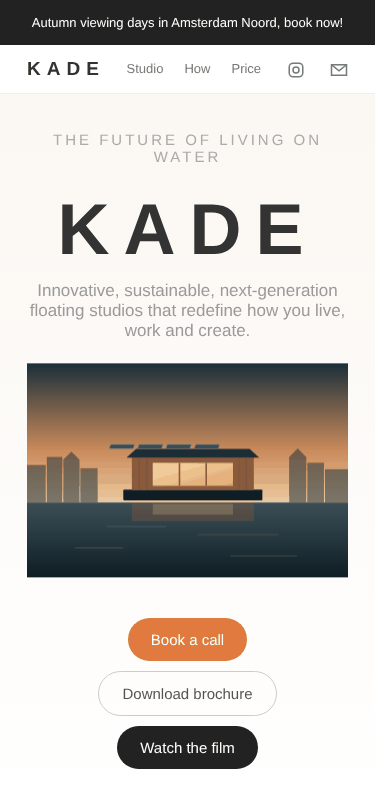 Autumn viewing days in Amsterdam Noord, book now!
KADE Studio How Price
THE FUTURE OF LIVING ON
WATER
KADE
Innovative, sustainable, next-generation
floating studios that redefine how you live,
work and create.
Book a call
Download brochure
Watch the film